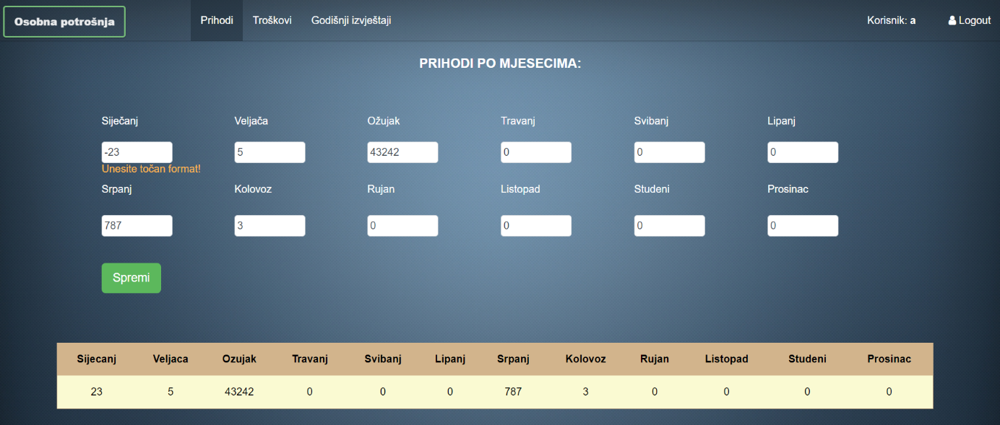 Osobna potrošnja Prihodi Troškovi Godišnji izvještaji Korisnik: a Logout
PRIHODI PO MJESECIMA:
Siječanj Veljača Ožujak Travanj Svibanj Lipanj
-23 5 43242 0 0 0
Unesite točan format!
Srpanj Kolovoz Rujan Listopad Studeni Prosinac
787 3 0 0 0 0
Spremi
Sijecanj Veljaca Ozujak Travanj Svibanj Lipanj Srpanj Kolovoz Rujan Listopad Studeni Prosinac
23 5 43242 0 0 0 787 3 0 0 0 0